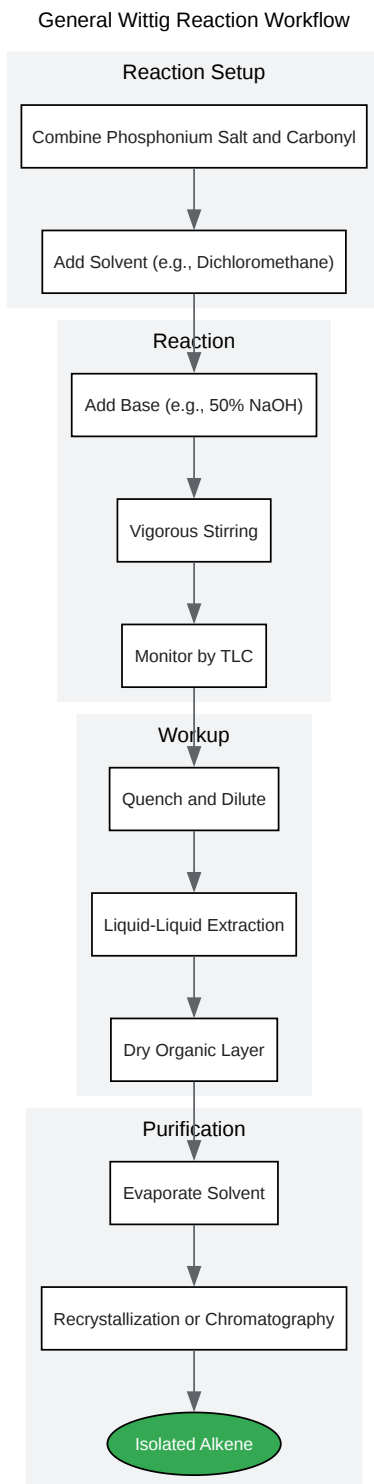 General Wittig Reaction Workflow
Reaction Setup
Combine Phosphonium Salt and Carbonyl
Add Solvent (e.g., Dichloromethane)
Reaction
Add Base (e.g., 50% NaOH)
Vigorous Stirring
Monitor by TLC
Workup
Quench and Dilute
Liquid-Liquid Extraction
Dry Organic Layer
Purification
Evaporate Solvent
Recrystallization or Chromatography
Isolated Alkene